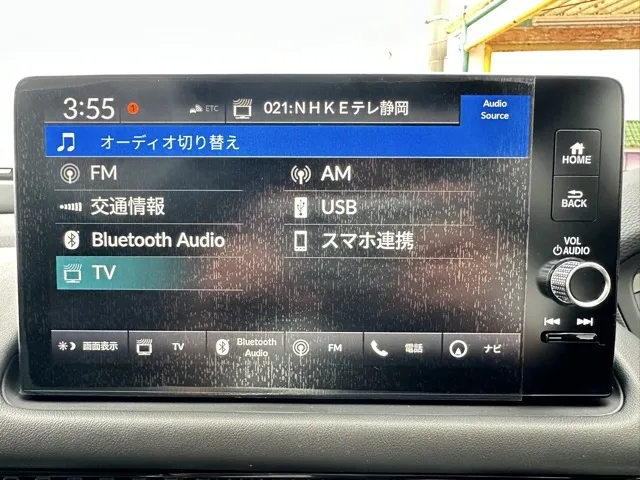 3:55 1 ETC 021:NHKEテレ静岡 Audio Source
オーディオ切り替え
FM AM
交通情報 USB
Bluetooth Audio スマホ連携
TV
画面表示 TV Bluetooth Audio FM 電話 ナビ
HOME
BACK
VOL
AUDIO